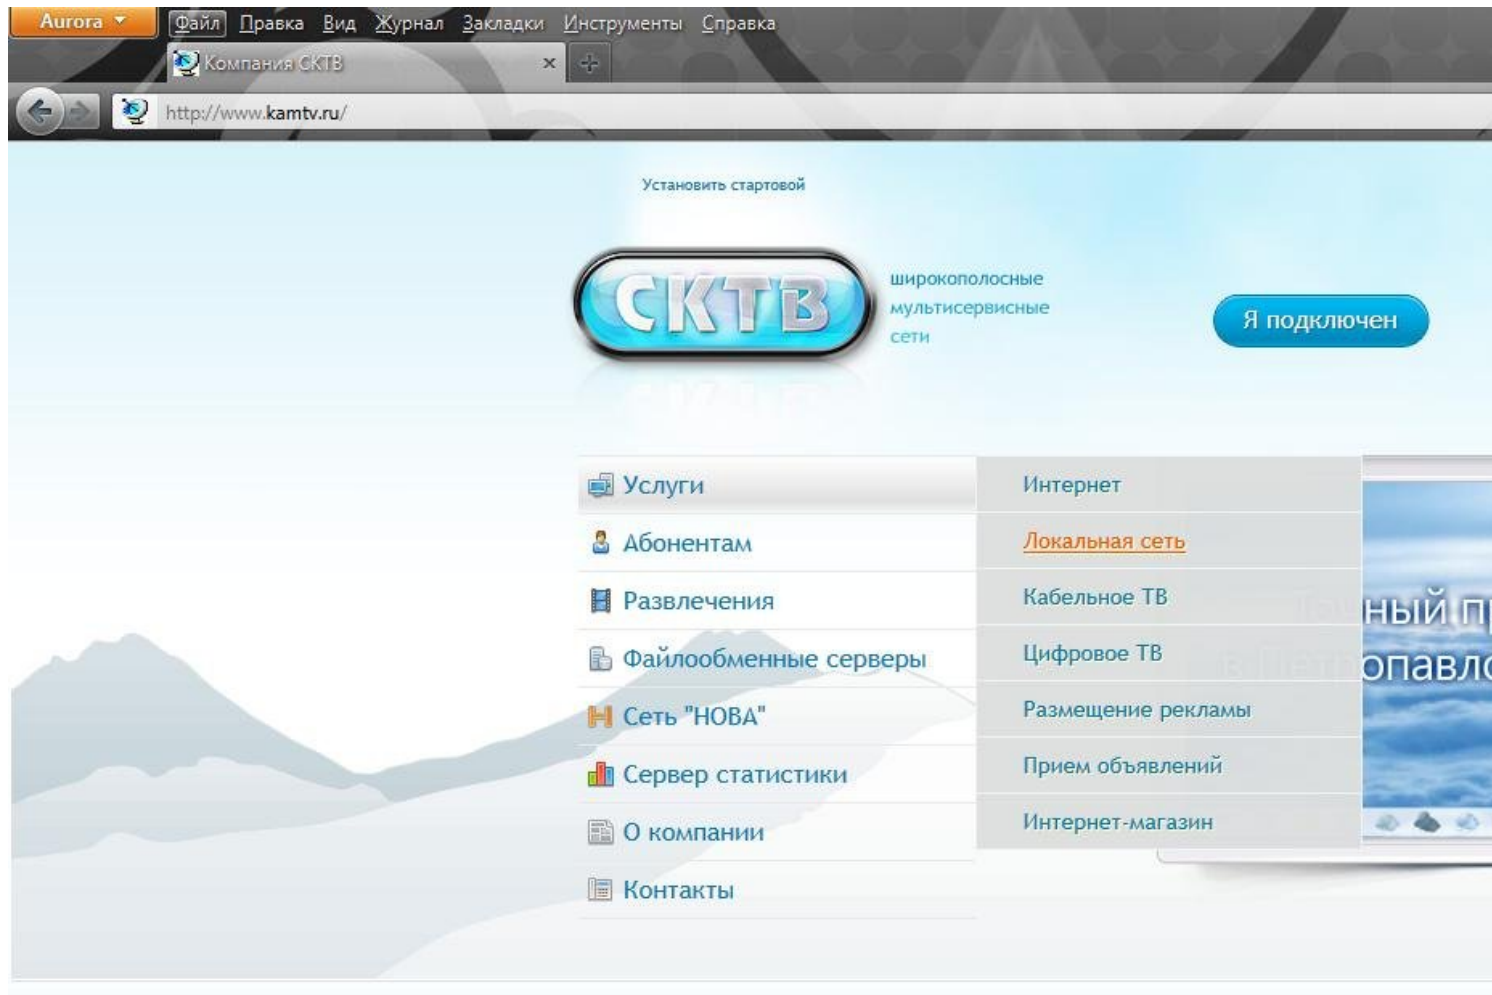 Aurora Файл Правка Вид Журнал Закладки Инструменты Справка
Компания СКТВ
http://www.kamtv.ru/
Установить стартовой
СКТВ
широкополосные
мультисервисные
сети
Я подключен
Услуги
Абонентам
Развлечения
Файлообменные серверы
Сеть "НОВА"
Сервер статистики
О компании
Контакты
Интернет
Локальная сеть
Кабельное ТВ
Цифровое ТВ
Размещение рекламы
Прием объявлений
Интернет-магазин